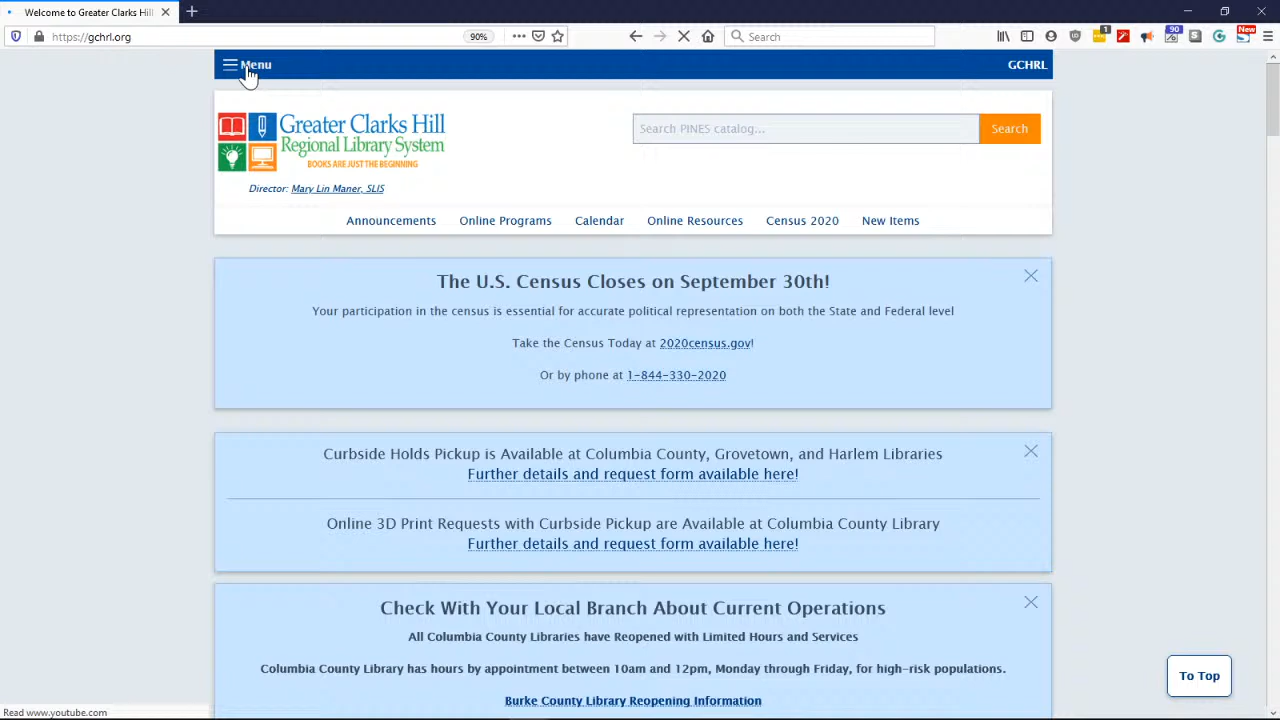 Welcome to Greater Clarks Hill
https://gchrl.org
90%
Search
1
90
New
Menu
GCHRL
Greater Clarks Hill
Regional Library System
BOOKS ARE JUST THE BEGINNING
Search PINES catalog...
Search
Director: Mary Lin Maner, SLIS
Announcements
Online Programs
Calendar
Online Resources
Census 2020
New Items
The U.S. Census Closes on September 30th!
Your participation in the census is essential for accurate political representation on both the State and Federal level
Take the Census Today at 2020census.gov!
Or by phone at 1-844-330-2020
Curbside Holds Pickup is Available at Columbia County, Grovetown, and Harlem Libraries
Further details and request form available here!
Online 3D Print Requests with Curbside Pickup are Available at Columbia County Library
Further details and request form available here!
Check With Your Local Branch About Current Operations
All Columbia County Libraries have Reopened with Limited Hours and Services
Columbia County Library has hours by appointment between 10am and 12pm, Monday through Friday, for high-risk populations.
Burke County Library Reopening Information
To Top
Read www.youtube.com